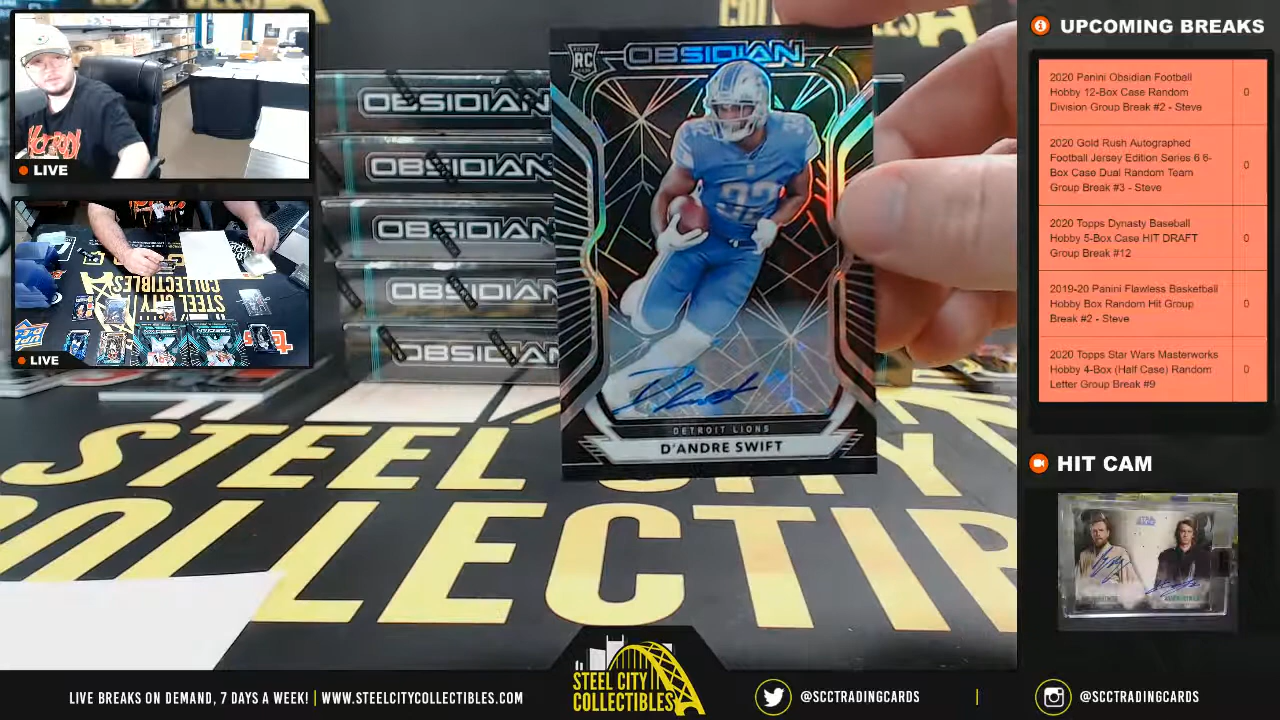 LIVE
LIVE
OBSIDIAN
OBSIDIAN
OBSIDIAN
OBSIDIAN
OBSIDIAN
ROOKIE
RC
OBSIDIAN
32
DETROIT LIONS
D'ANDRE SWIFT
STEEL CITY
COLLECTIB
STEEL CITY
UPCOMING BREAKS
2020 Panini Obsidian Football
Hobby 12-Box Case Random
Division Group Break #2 - Steve
0
2020 Gold Rush Autographed
Football Jersey Edition Series 6 6-
Box Case Dual Random Team
Group Break #3 - Steve
0
2020 Topps Dynasty Baseball
Hobby 5-Box Case HIT DRAFT
Group Break #12
0
2019-20 Panini Flawless Basketball
Hobby Box Random Hit Group
Break #2 - Steve
0
2020 Topps Star Wars Masterworks
Hobby 4-Box (Half Case) Random
Letter Group Break #9
0
HIT CAM
LIVE BREAKS ON DEMAND, 7 DAYS A WEEK! | WWW.STEELCITYCOLLECTIBLES.COM
STEEL CITY
COLLECTIBLES
@SCCTRADINGCARDS
|
@SCCTRADINGCARDS